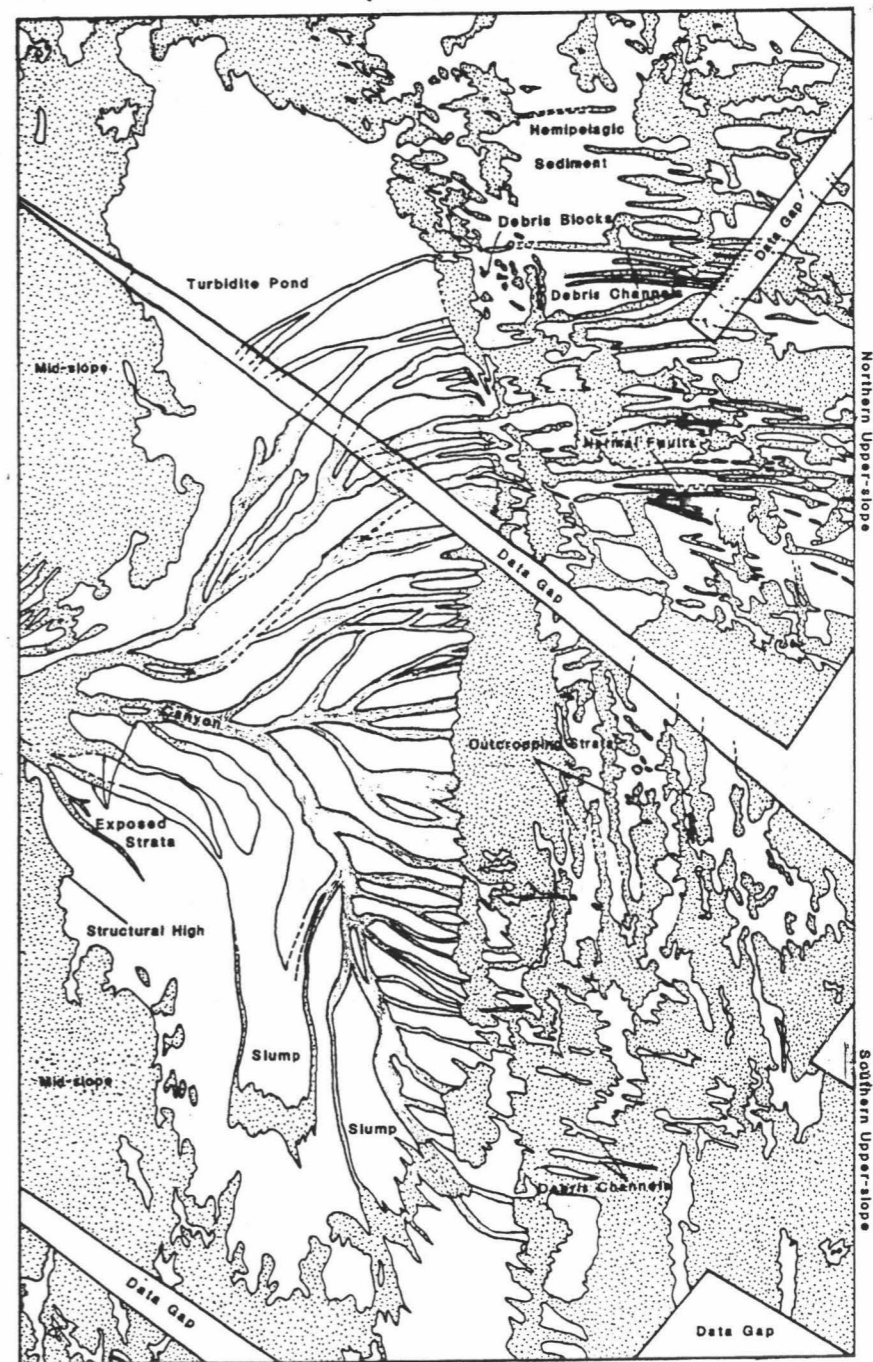 Hemipelagic
Sediment
Data Gap
Debris Blocks
Turbidite Pond
Debris Channels
Northern Upper-slope
Mid-slope
Normal Faults
Data Gap
Canyon
Outcropping Strata
Exposed
Strata
Structural High
Slump
Southern Upper-slope
Mid-slope
Slump
Debris Channels
Data Gap
Data Gap